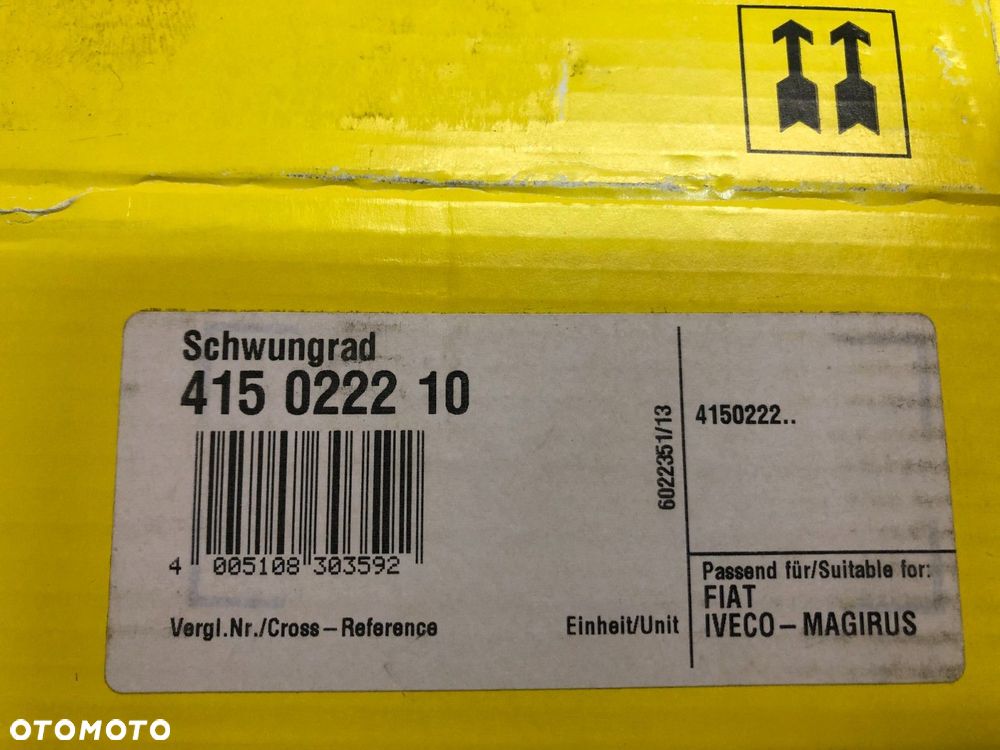 Schwungrad
415 0222 10
4 005108 303592
Vergl.Nr./Cross-Reference
Einheit/Unit
6022351/13
4150222..
Passend für/Suitable for:
FIAT
IVECO-MAGIRUS
OTOMOTO